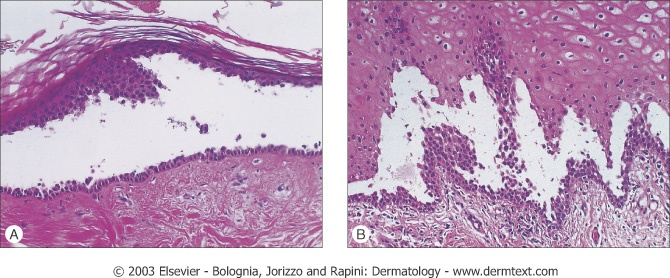 A
B
© 2003 Elsevier - Bolognia, Jorizzo and Rapini: Dermatology - www.dermtext.com